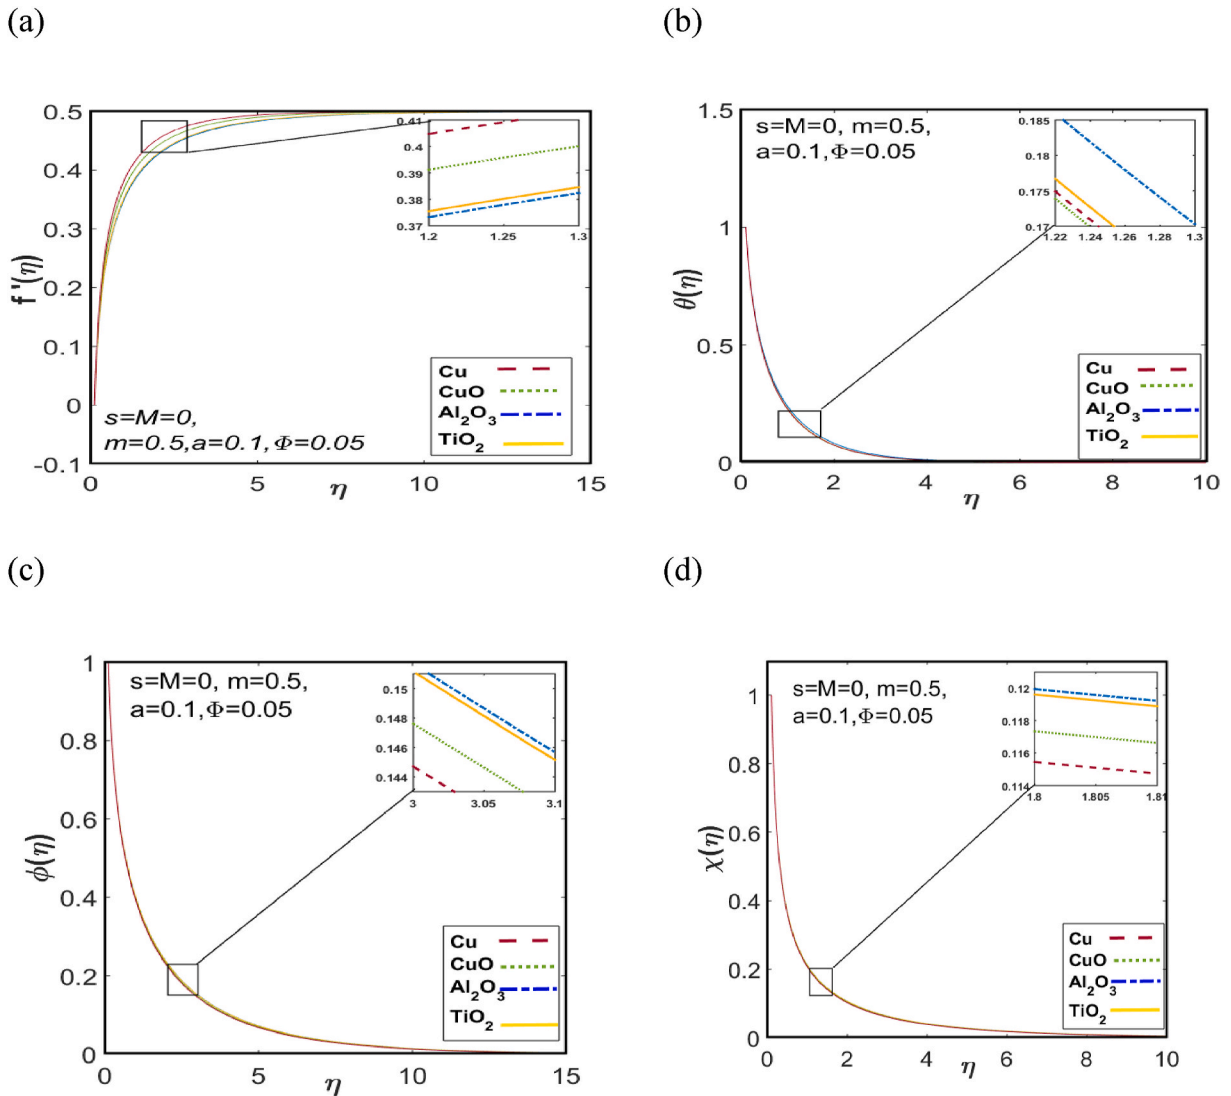 (a)
f '(η)
0.5
0.4
0.3
0.2
0.1
0
-0.1
0.41
0.4
0.39
0.38
0.37
1.2 1.25 1.3
Cu
CuO
Al₂O₃
TiO₂
s=M=0,
m=0.5,a=0.1,Φ=0.05
0 5 10 15
η
(b)
θ(η)
1.5
1
0.5
0
s=M=0, m=0.5,
a=0.1,Φ=0.05
0.185
0.18
0.175
0.17
1.22 1.24 1.26 1.28 1.3
Cu
CuO
Al₂O₃
TiO₂
0 2 4 6 8 10
η
(c)
ϕ(η)
1
0.8
0.6
0.4
0.2
0
s=M=0, m=0.5,
a=0.1,Φ=0.05
0.15
0.148
0.146
0.144
3 3.05 3.1
Cu
CuO
Al₂O₃
TiO₂
0 5 10 15
η
(d)
χ(η)
1
0.8
0.6
0.4
0.2
0
s=M=0, m=0.5,
a=0.1,Φ=0.05
0.12
0.118
0.116
0.114
1.8 1.805 1.81
Cu
CuO
Al₂O₃
TiO₂
0 2 4 6 8 10
η